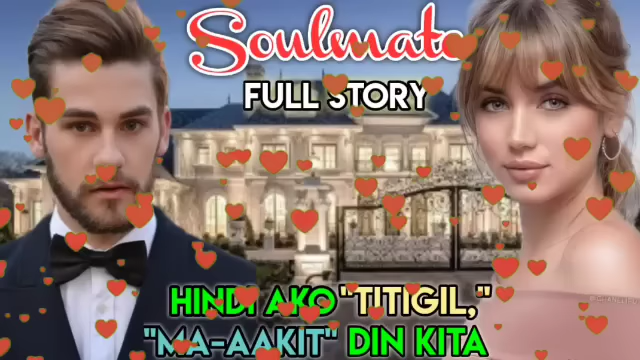 Soulmate
FULL STORY
HINDI AKO "TITIGIL,"
"MA-AAKIT" DIN KITA